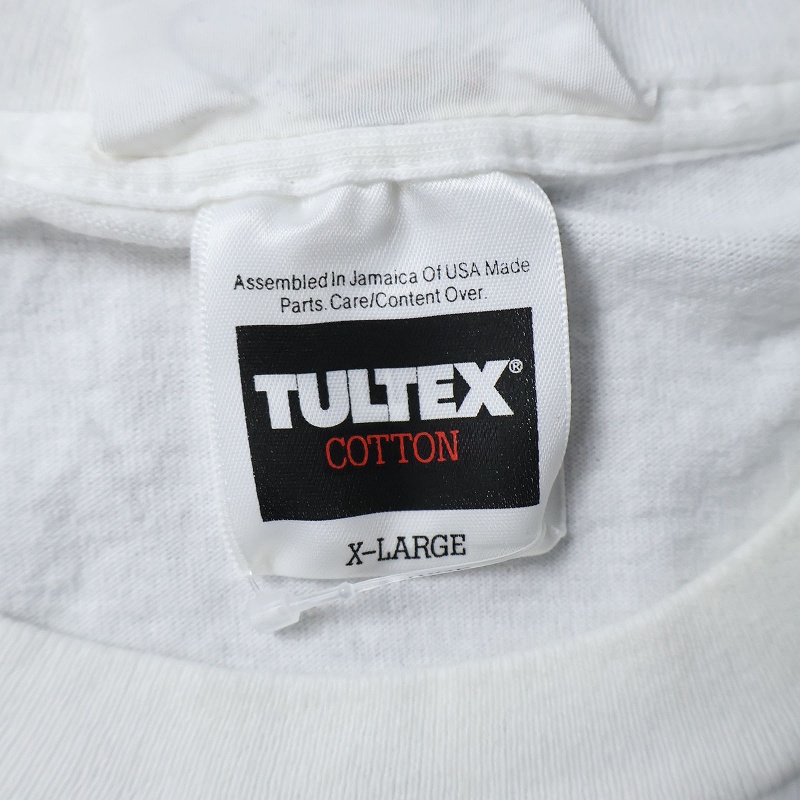 Assembled In Jamaica Of USA Made
Parts. Care/Content Over.
TULTEX®
COTTON
X-LARGE